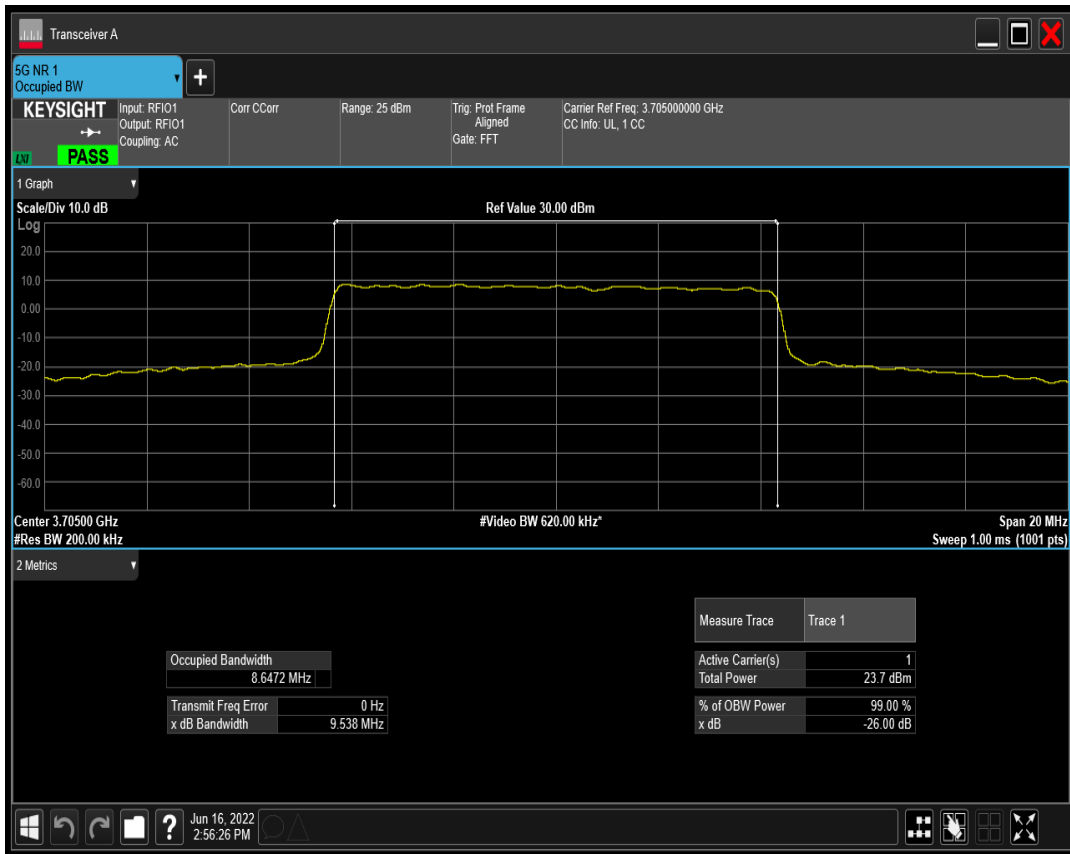 Transceiver A
5G NR 1
Occupied BW
KEYSIGHT
LXI
PASS
Input: RFIO1
Output: RFIO1
Coupling: AC
Corr CCorr
Range: 25 dBm
Trig: Prot Frame
Aligned
Gate: FFT
Carrier Ref Freq: 3.705000000 GHz
CC Info: UL, 1 CC
1 Graph
Scale/Div 10.0 dB
Ref Value 30.00 dBm
Log
20.0
10.0
0.00
-10.0
-20.0
-30.0
-40.0
-50.0
-60.0
Center 3.70500 GHz
#Video BW 620.00 kHz*
Span 20 MHz
#Res BW 200.00 kHz
Sweep 1.00 ms (1001 pts)
2 Metrics
Measure Trace Trace 1
Occupied Bandwidth
8.6472 MHz
Active Carrier(s) 1
Total Power 23.7 dBm
Transmit Freq Error 0 Hz
x dB Bandwidth 9.538 MHz
% of OBW Power 99.00 %
x dB -26.00 dB
?
Jun 16, 2022
2:56:26 PM